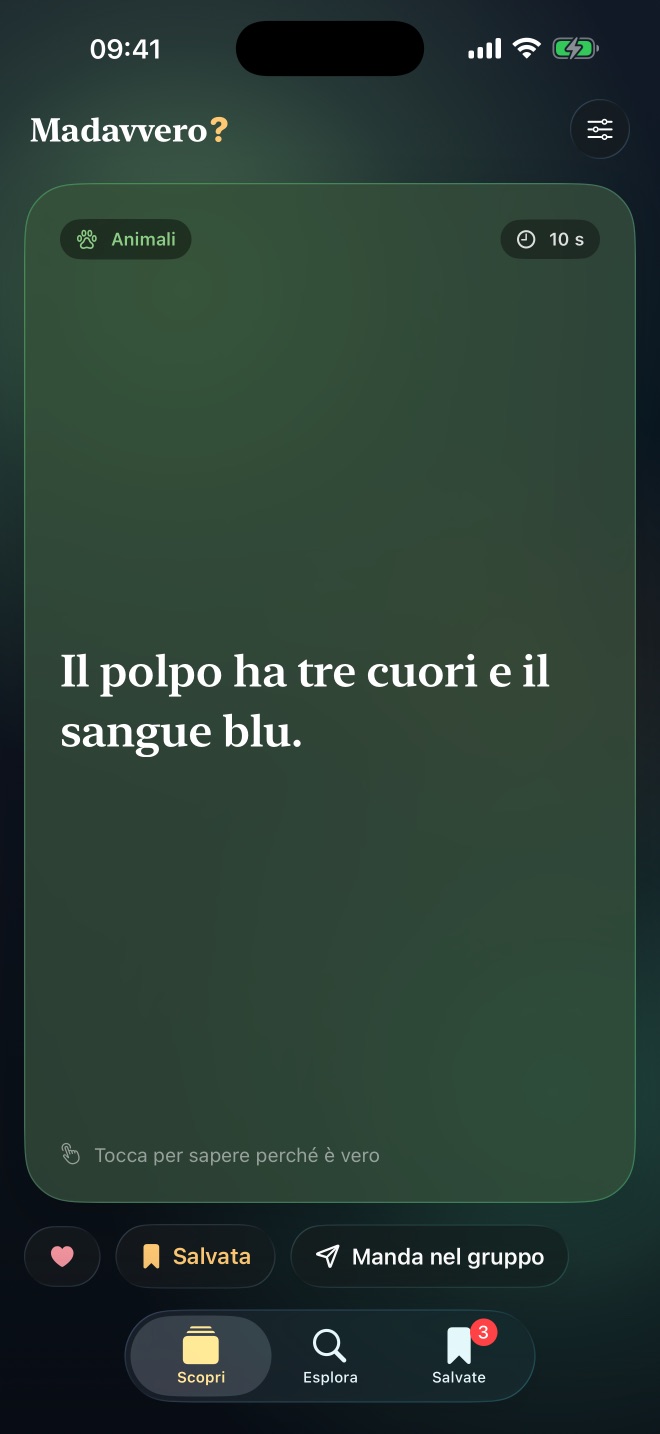 09:41
Madavvero?
Animali
10 s
Il polpo ha tre cuori e il
sangue blu.
Tocca per sapere perché è vero
Salvata
Manda nel gruppo
3
Scopri
Esplora
Salvate